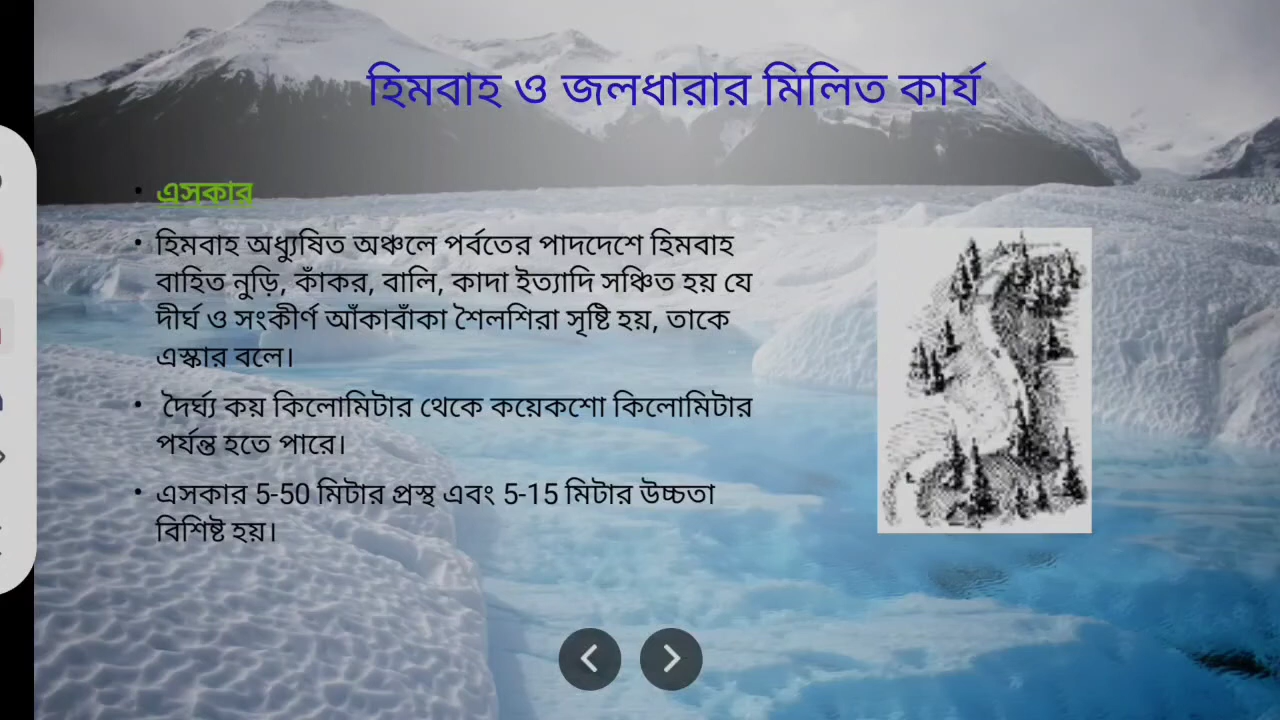 হিমবাহ ও জলধারার মিলিত কার্য
• এসকার
• হিমবাহ অধ্যুষিত অঞ্চলে পর্বতের পাদদেশে হিমবাহ
বাহিত নুড়ি, কাঁকর, বালি, কাদা ইত্যাদি সঞ্চিত হয় যে
দীর্ঘ ও সংকীর্ণ আঁকাবাঁকা শৈলশিরা সৃষ্টি হয়, তাকে
এস্কার বলে।
• দৈর্ঘ্য কয় কিলোমিটার থেকে কয়েকশো কিলোমিটার
পর্যন্ত হতে পারে।
• এসকার 5-50 মিটার প্রস্থ এবং 5-15 মিটার উচ্চতা
বিশিষ্ট হয়।